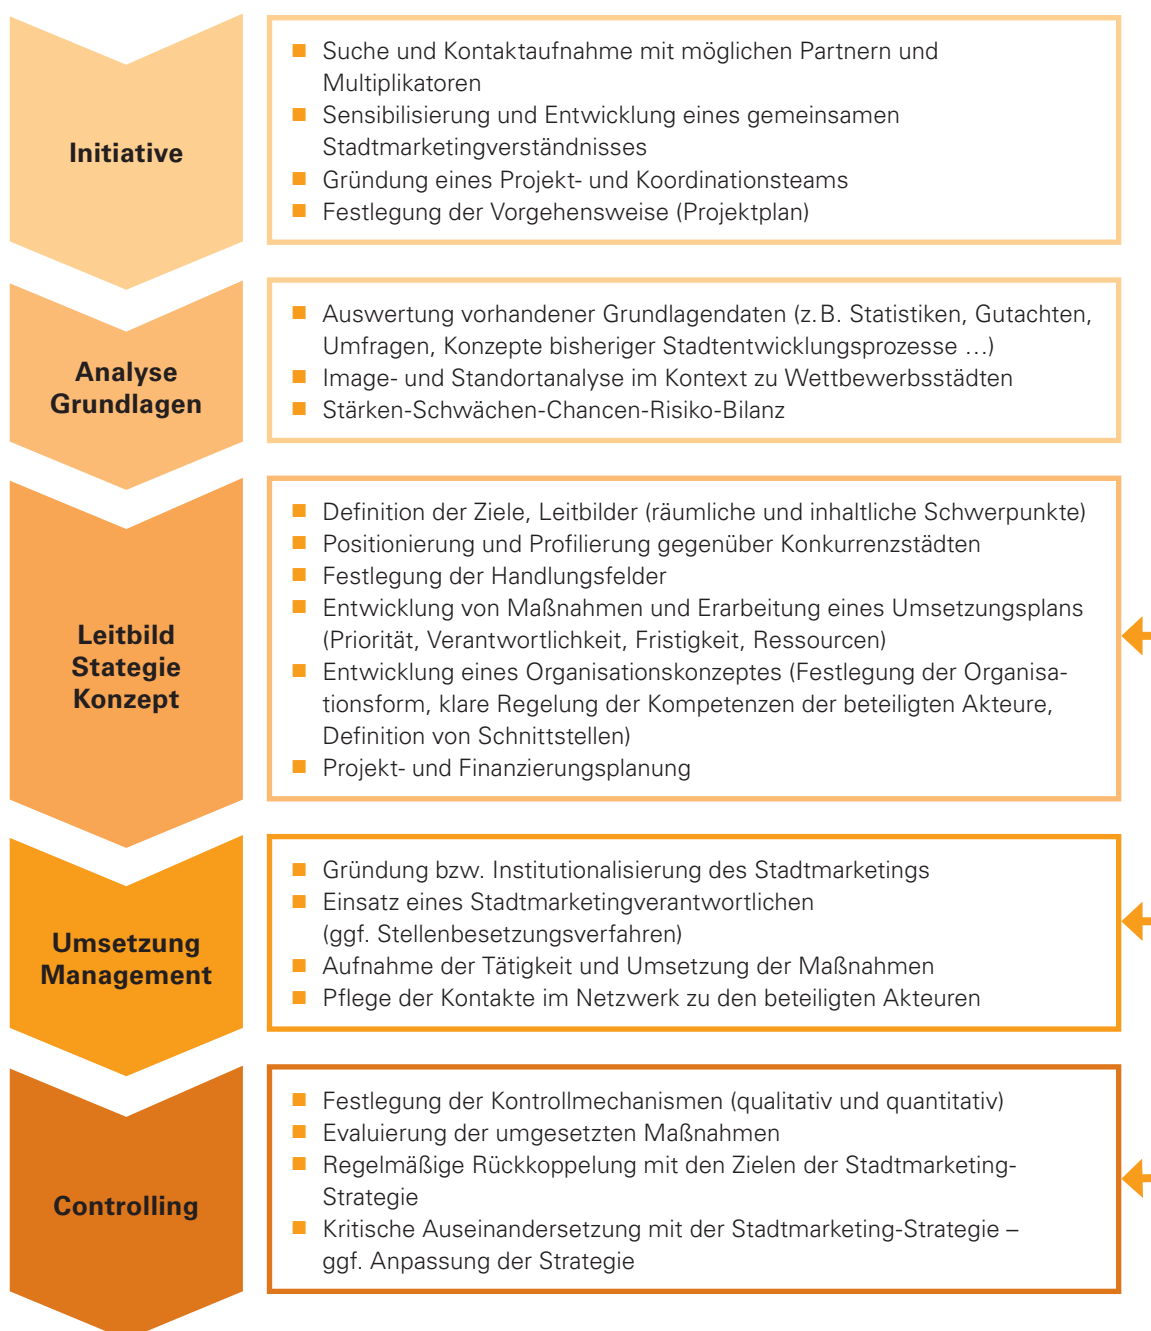 Initiative
■ Suche und Kontaktaufnahme mit möglichen Partnern und
Multiplikatoren
■ Sensibilisierung und Entwicklung eines gemeinsamen
Stadtmarketingverständnisses
■ Gründung eines Projekt- und Koordinationsteams
■ Festlegung der Vorgehensweise (Projektplan)
Analyse
Grundlagen
■ Auswertung vorhandener Grundlagendaten (z. B. Statistiken, Gutachten,
Umfragen, Konzepte bisheriger Stadtentwicklungsprozesse …)
■ Image- und Standortanalyse im Kontext zu Wettbewerbsstädten
■ Stärken-Schwächen-Chancen-Risiko-Bilanz
Leitbild
Stategie
Konzept
■ Definition der Ziele, Leitbilder (räumliche und inhaltliche Schwerpunkte)
■ Positionierung und Profilierung gegenüber Konkurrenzstädten
■ Festlegung der Handlungsfelder
■ Entwicklung von Maßnahmen und Erarbeitung eines Umsetzungsplans
(Priorität, Verantwortlichkeit, Fristigkeit, Ressourcen)
■ Entwicklung eines Organisationskonzeptes (Festlegung der Organisa-
tionsform, klare Regelung der Kompetenzen der beteiligten Akteure,
Definition von Schnittstellen)
■ Projekt- und Finanzierungsplanung
Umsetzung
Management
■ Gründung bzw. Institutionalisierung des Stadtmarketings
■ Einsatz eines Stadtmarketingverantwortlichen
(ggf. Stellenbesetzungsverfahren)
■ Aufnahme der Tätigkeit und Umsetzung der Maßnahmen
■ Pflege der Kontakte im Netzwerk zu den beteiligten Akteuren
Controlling
■ Festlegung der Kontrollmechanismen (qualitativ und quantitativ)
■ Evaluierung der umgesetzten Maßnahmen
■ Regelmäßige Rückkoppelung mit den Zielen der Stadtmarketing-
Strategie
■ Kritische Auseinandersetzung mit der Stadtmarketing-Strategie –
ggf. Anpassung der Strategie